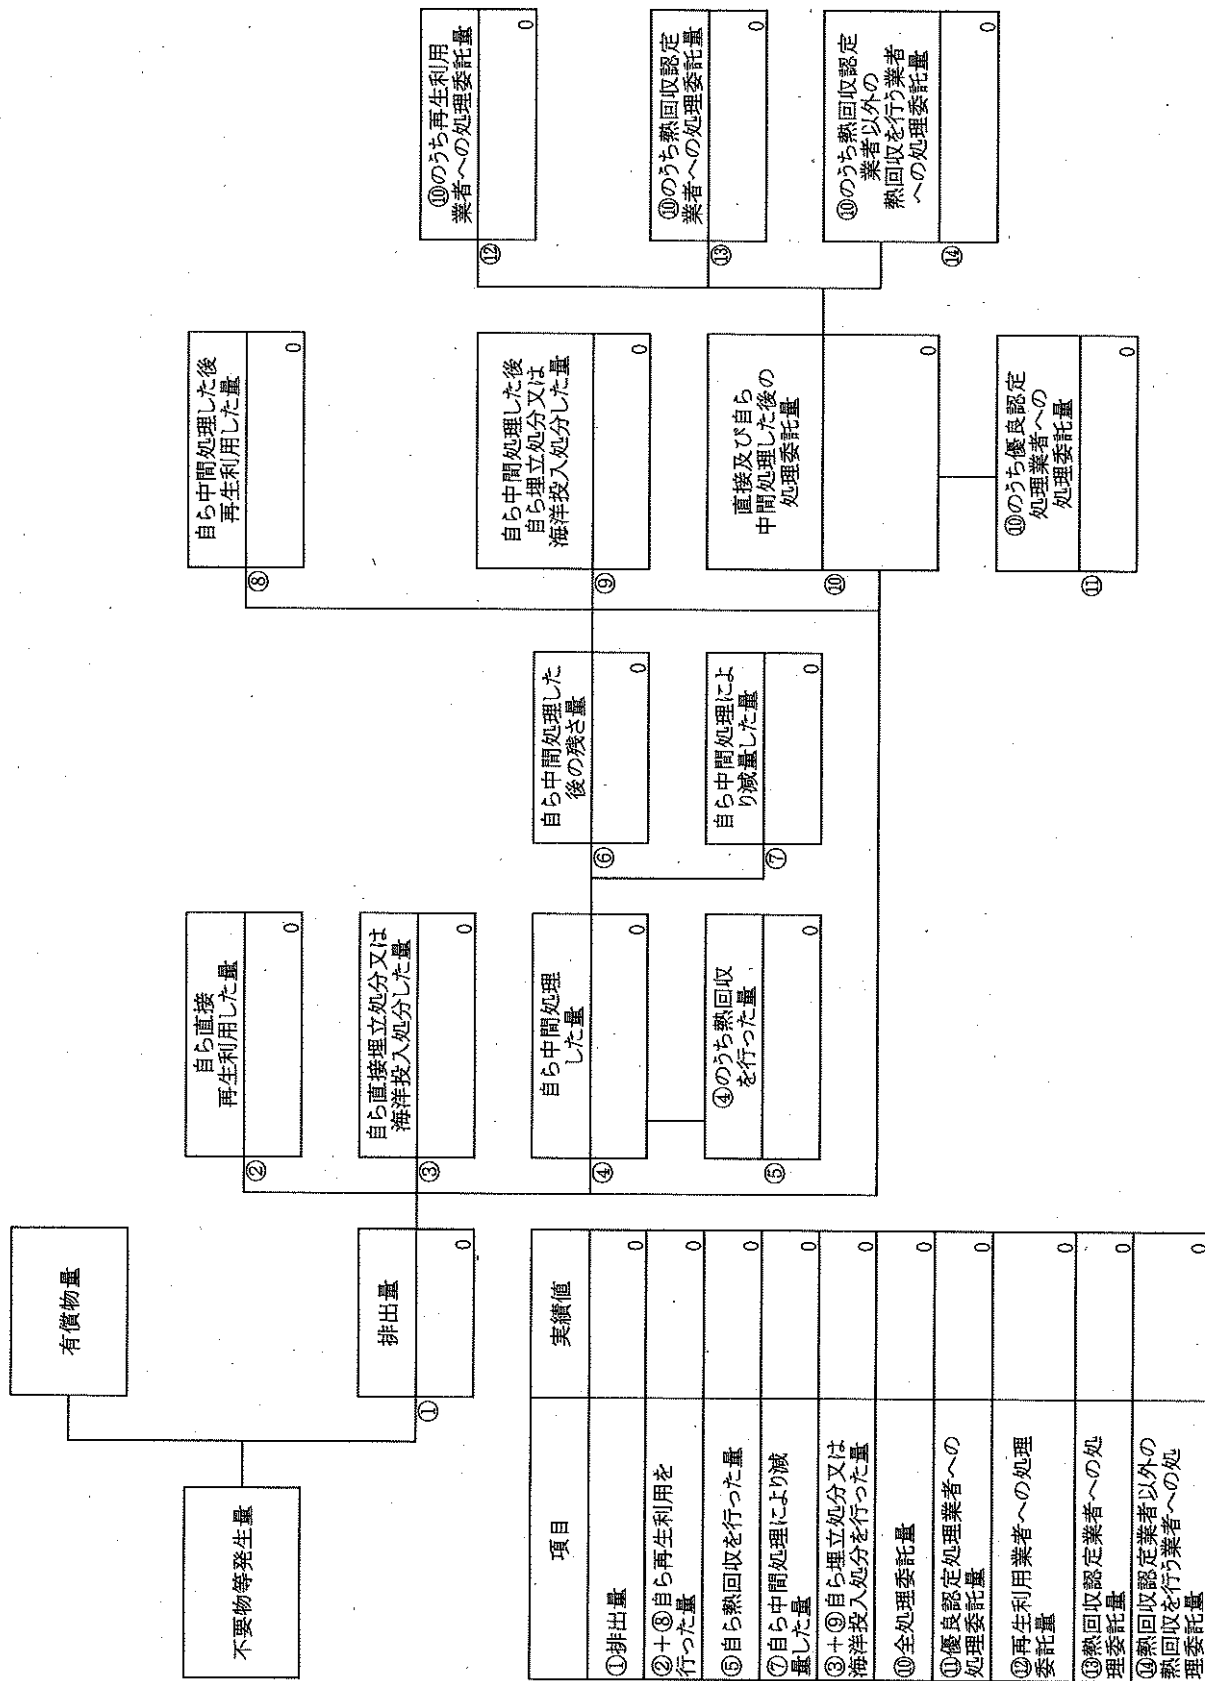 不要物等発生量
有償物量
①
排出量
0
②
自ら直接
再生利用した量
0
③
自ら直接埋立処分又は
海洋投入処分した量
0
④
自ら中間処理
した量
0
⑤
④のうち熱回収
を行った量
0
⑥
自ら中間処理した
後の残さ量
0
⑦
自ら中間処理によ
り減量した量
0
⑧
自ら中間処理した後
再生利用した量
0
⑨
自ら中間処理した後
自ら埋立処分又は
海洋投入処分した量
0
⑩
直接及び自ら
中間処理した後の
処理委託量
0
⑪
⑩のうち優良認定
処理業者への
処理委託量
0
⑫
⑩のうち再生利用
業者への処理委託量
0
⑬
⑩のうち熱回収認定
業者への処理委託量
0
⑭
⑩のうち熱回収認定
業者以外の
熱回収を行う業者
への処理委託量
0
項目
実績値
①排出量
0
②+⑧自ら再生利用を
行った量
0
⑤自ら熱回収を行った量
0
⑦自ら中間処理により減
量した量
0
③+⑨自ら埋立処分又は
海洋投入処分を行った量
0
⑩全処理委託量
0
⑪優良認定処理業者への
処理委託量
0
⑫再生利用業者への処理
委託量
0
⑬熱回収認定業者への処
理委託量
0
⑭熱回収認定業者以外の
熱回収を行う業者への処
理委託量
0